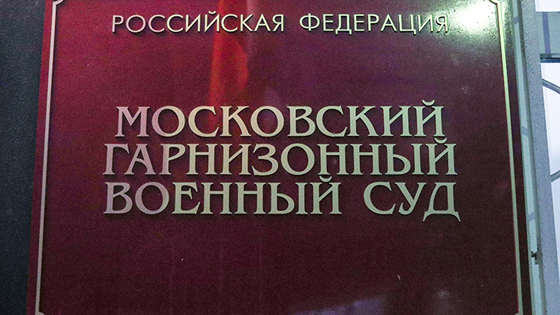 РОССИЙСКАЯ ФЕДЕРАЦИЯ
МОСКОВСКИЙ
ГАРНИЗОННЫЙ
ВОЕННЫЙ СУД